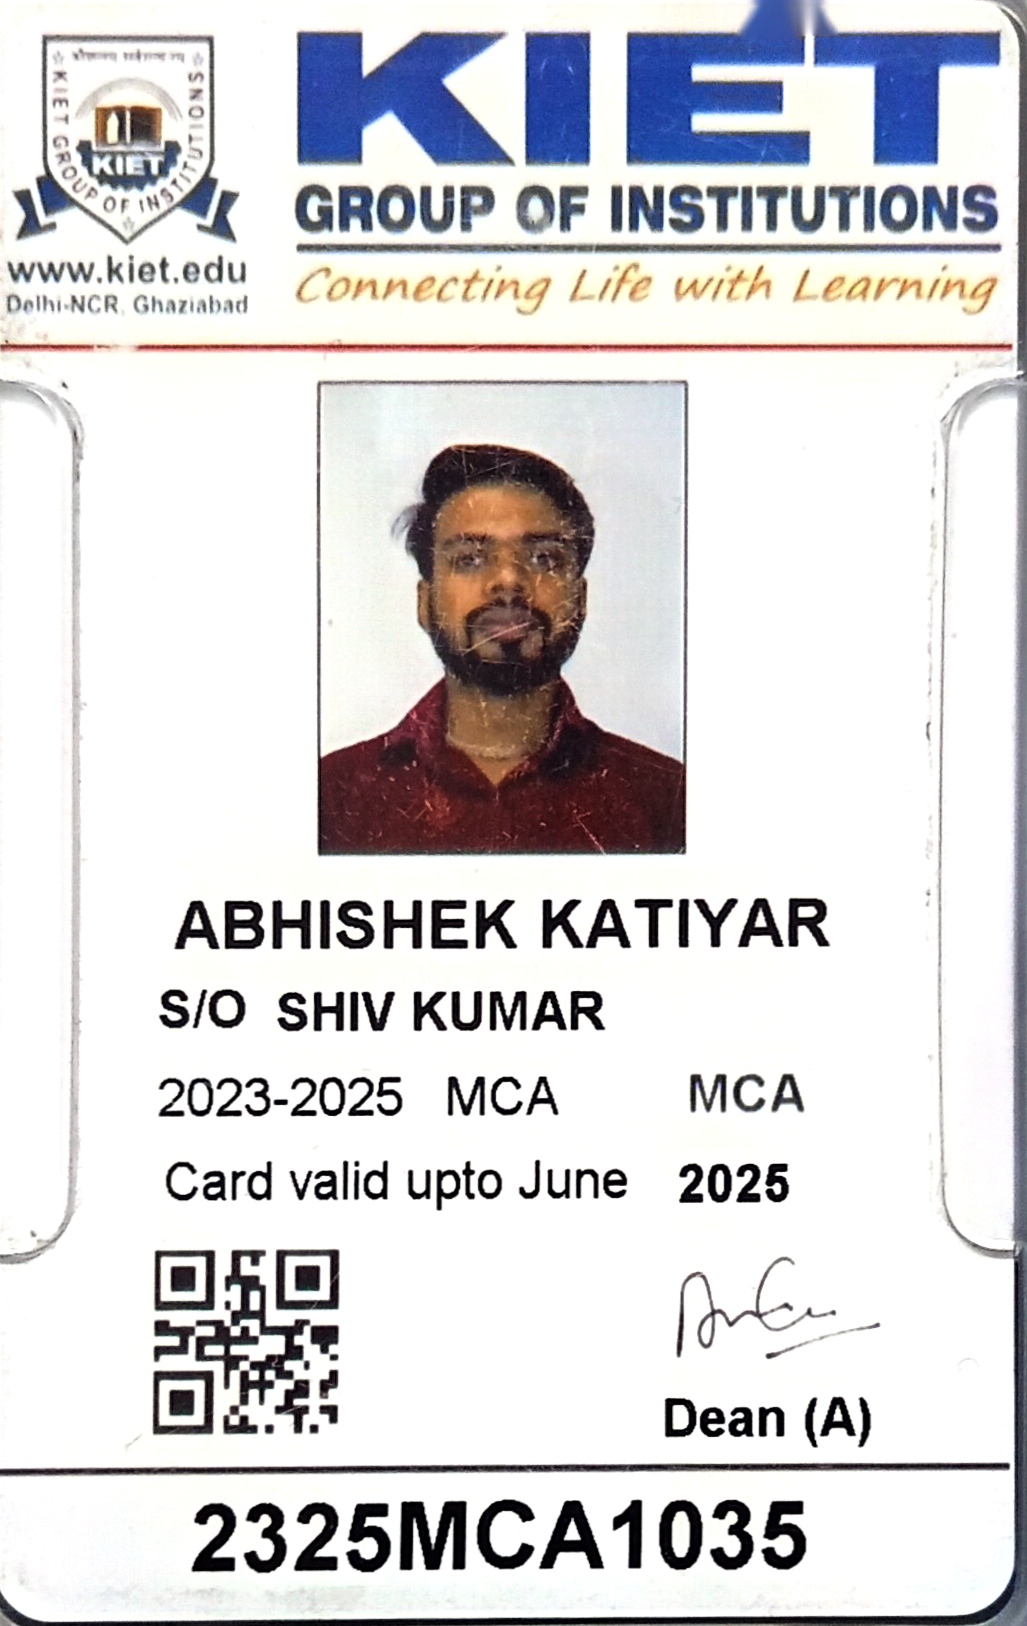 KIET GROUP OF INSTITUTIONS
KIET
www.kiet.edu
Delhi-NCR, Ghaziabad
KIET
GROUP OF INSTITUTIONS
Connecting Life with Learning
ABHISHEK KATIYAR
S/O SHIV KUMAR
2023-2025 MCA MCA
Card valid upto June 2025
Dean (A)
2325MCA1035